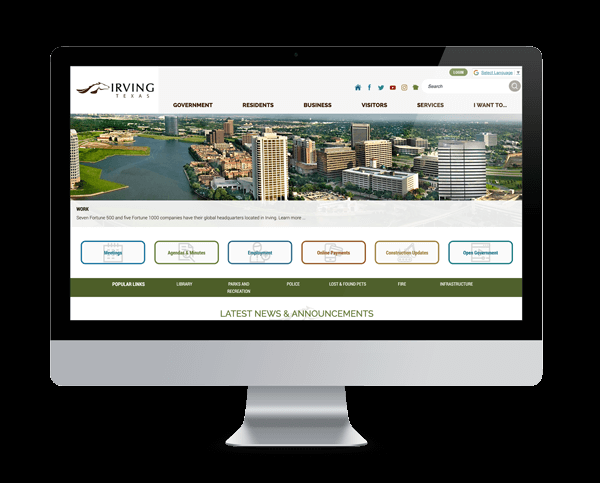 LOGIN
Select Language
IRVING
TEXAS
Search
GOVERNMENT RESIDENTS BUSINESS VISITORS SERVICES I WANT TO...
WORK
Seven Fortune 500 and five Fortune 1000 companies have their global headquarters located in Irving. Learn more ...
Meetings Agendas & Minutes Employment Online Payments Construction Updates Open Government
POPULAR LINKS LIBRARY PARKS AND POLICE LOST & FOUND PETS FIRE INFRASTRUCTURE
RECREATION
LATEST NEWS & ANNOUNCEMENTS